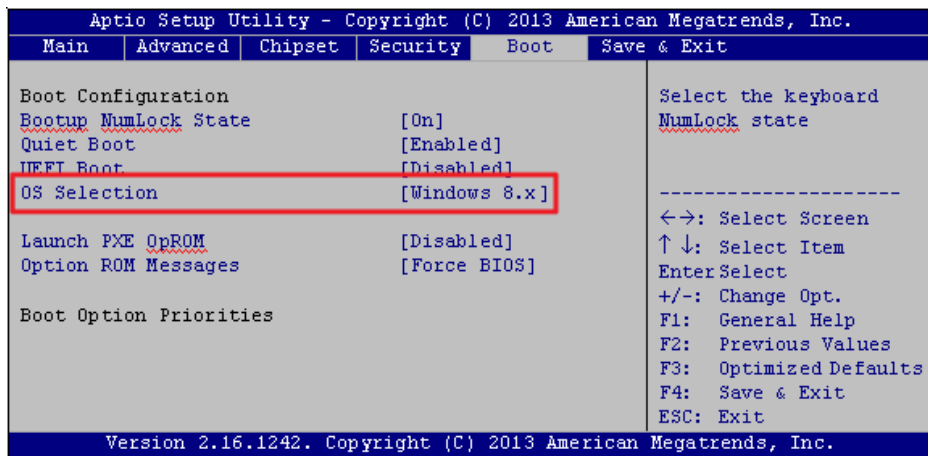 Aptio Setup Utility - Copyright (C) 2013 American Megatrends, Inc.
Main Advanced Chipset Security Boot Save & Exit
Boot Configuration
Bootup NumLock State [On]
Quiet Boot [Enabled]
UEFI Boot [Disabled]
OS Selection [Windows 8.x]
Launch PXE OpROM [Disabled]
Option ROM Messages [Force BIOS]
Boot Option Priorities
Select the keyboard
NumLock state
---------------------
←→: Select Screen
↑↓: Select Item
EnterSelect
+/-: Change Opt.
F1: General Help
F2: Previous Values
F3: Optimized Defaults
F4: Save & Exit
ESC: Exit
Version 2.16.1242. Copyright (C) 2013 American Megatrends, Inc.